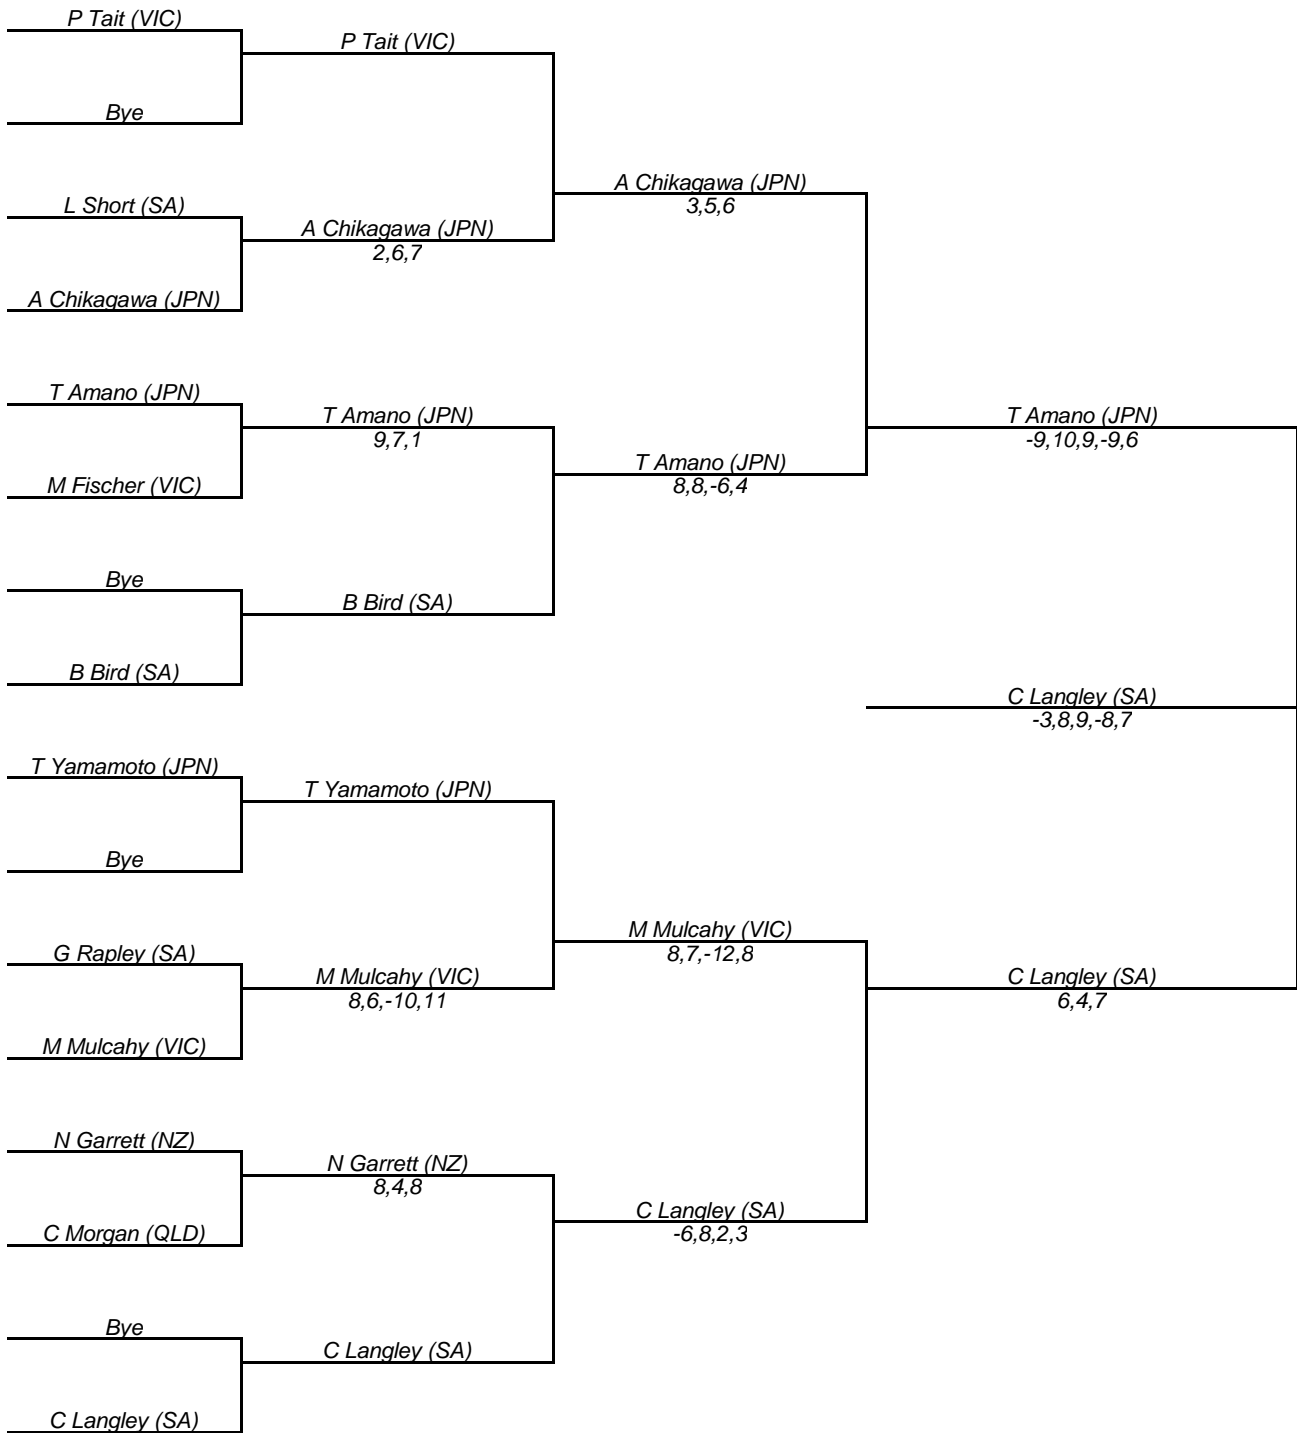 P Tait (VIC)
P Tait (VIC)
Bye
A Chikagawa (JPN)
3,5,6
L Short (SA)
A Chikagawa (JPN)
2,6,7
A Chikagawa (JPN)
T Amano (JPN)
T Amano (JPN)
9,7,1
T Amano (JPN)
-9,10,9,-9,6
T Amano (JPN)
8,8,-6,4
M Fischer (VIC)
Bye
B Bird (SA)
B Bird (SA)
C Langley (SA)
-3,8,9,-8,7
T Yamamoto (JPN)
T Yamamoto (JPN)
Bye
M Mulcahy (VIC)
8,7,-12,8
G Rapley (SA)
M Mulcahy (VIC)
8,6,-10,11
C Langley (SA)
6,4,7
M Mulcahy (VIC)
N Garrett (NZ)
N Garrett (NZ)
8,4,8
C Langley (SA)
-6,8,2,3
C Morgan (QLD)
Bye
C Langley (SA)
C Langley (SA)